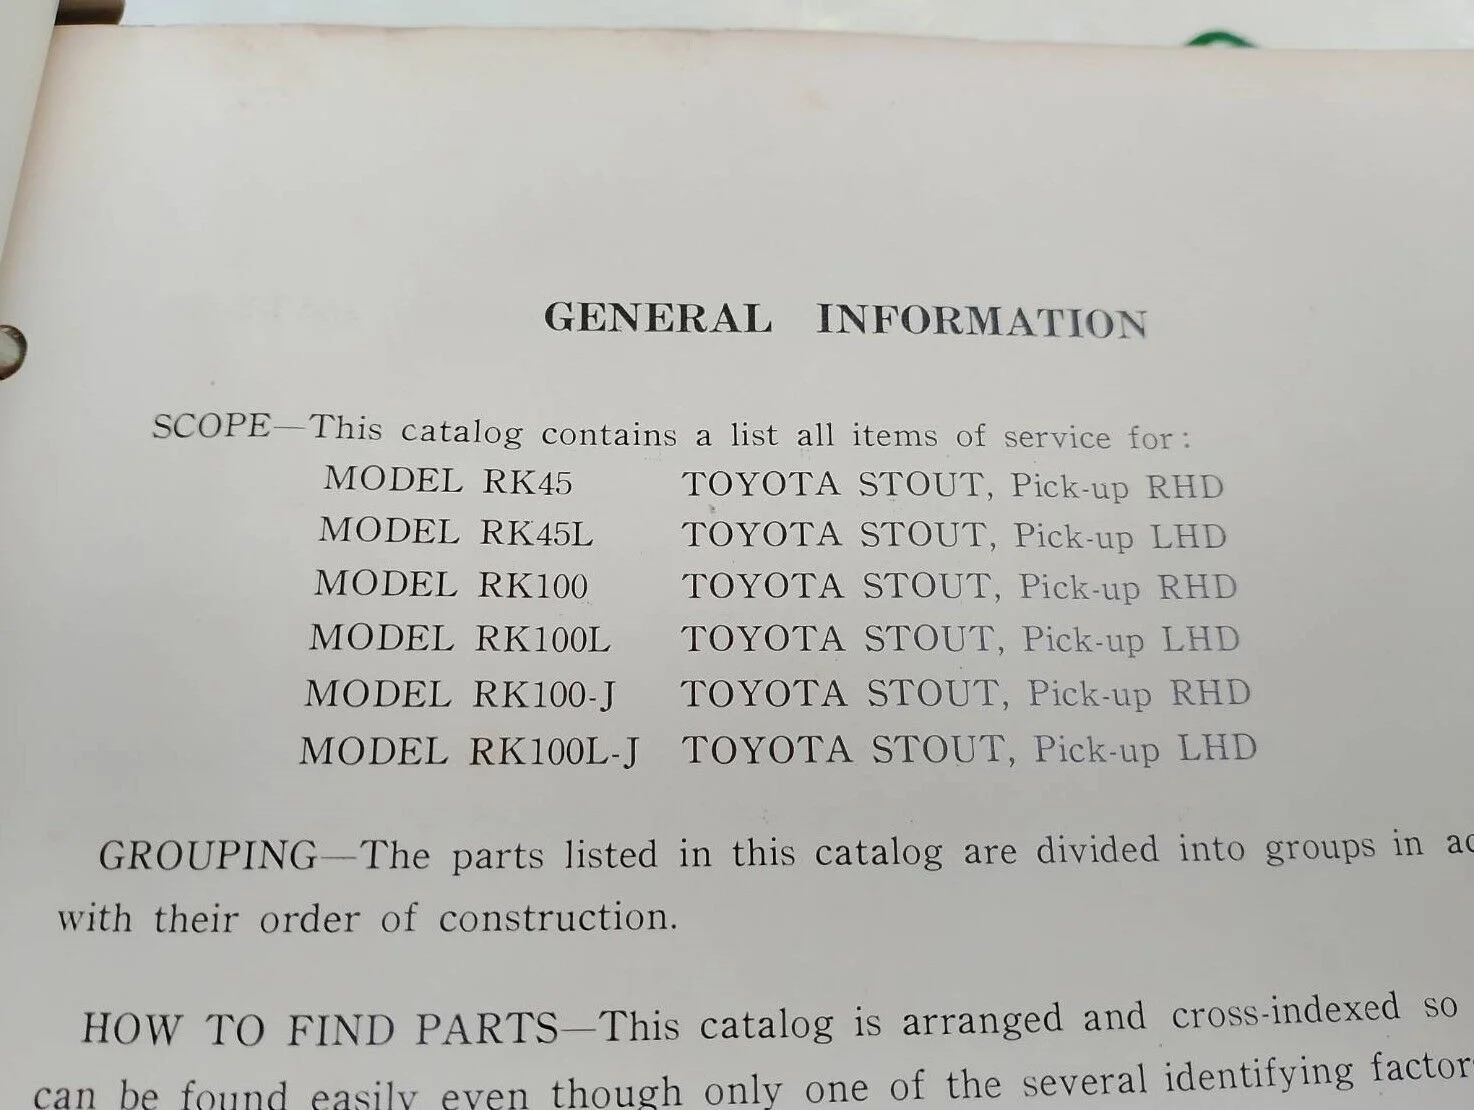 GENERAL INFORMATION
SCOPE—This catalog contains a list all items of service for:
MODEL RK45 TOYOTA STOUT, Pick-up RHD
MODEL RK45L TOYOTA STOUT, Pick-up LHD
MODEL RK100 TOYOTA STOUT, Pick-up RHD
MODEL RK100L TOYOTA STOUT, Pick-up LHD
MODEL RK100-J TOYOTA STOUT, Pick-up RHD
MODEL RK100L-J TOYOTA STOUT, Pick-up LHD
GROUPING—The parts listed in this catalog are divided into groups in
with their order of construction.
HOW TO FIND PARTS—This catalog is arranged and cross-indexed so
can be found easily even though only one of the several identifying factor